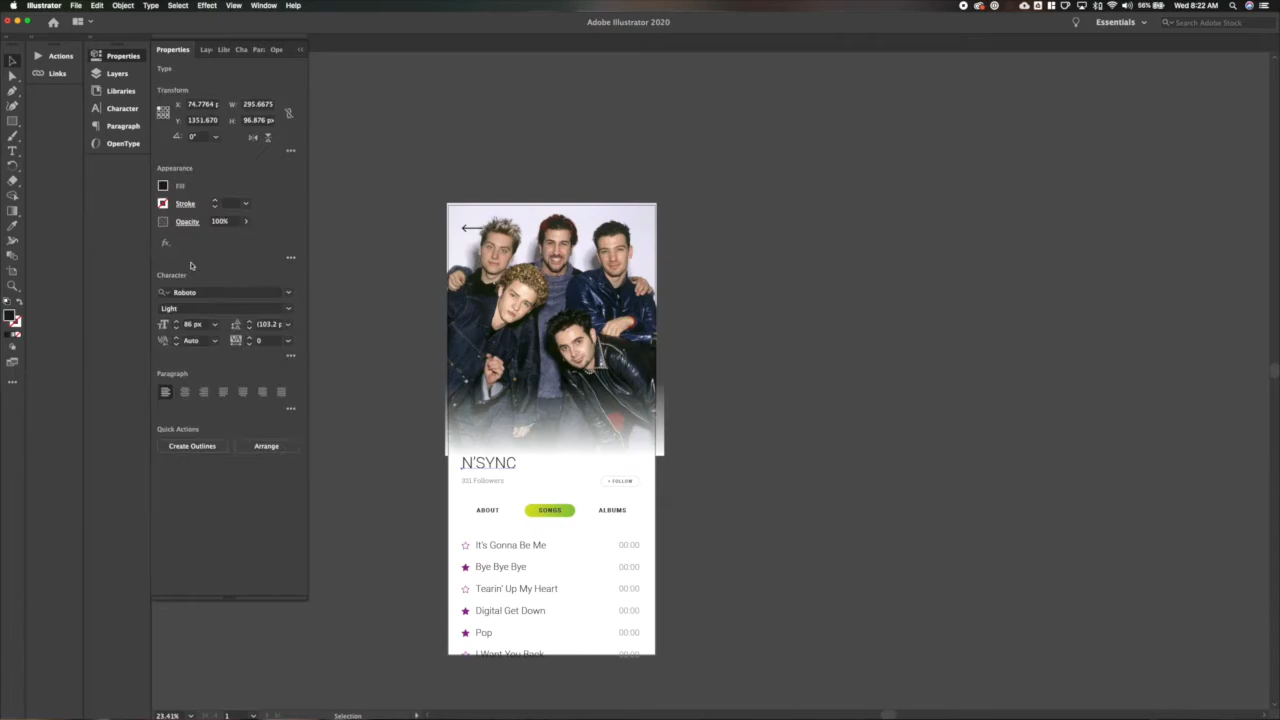 Illustrator File Edit Object Type Select Effect View Window Help
56% Wed 8:22 AM
Adobe Illustrator 2020
Essentials
Search Adobe Stock
Actions
Links
Properties
Layers
Libraries
Character
Paragraph
OpenType
Properties Lay Libr Cha Par Ope
Type
Transform
X: 74.7764 p W: 295.6675
Y: 1351.670 H: 96.876 px
0°
Appearance
Fill
Stroke
Opacity 100%
fx.
Character
Roboto
Light
86 px (103.2 p
Auto 0
Paragraph
Quick Actions
Create Outlines Arrange
N'SYNC
331 Followers
+ FOLLOW
ABOUT SONGS ALBUMS
It's Gonna Be Me 00:00
Bye Bye Bye 00:00
Tearin' Up My Heart 00:00
Digital Get Down 00:00
Pop 00:00
I Want You Back 00:00
23.41% 1 Selection